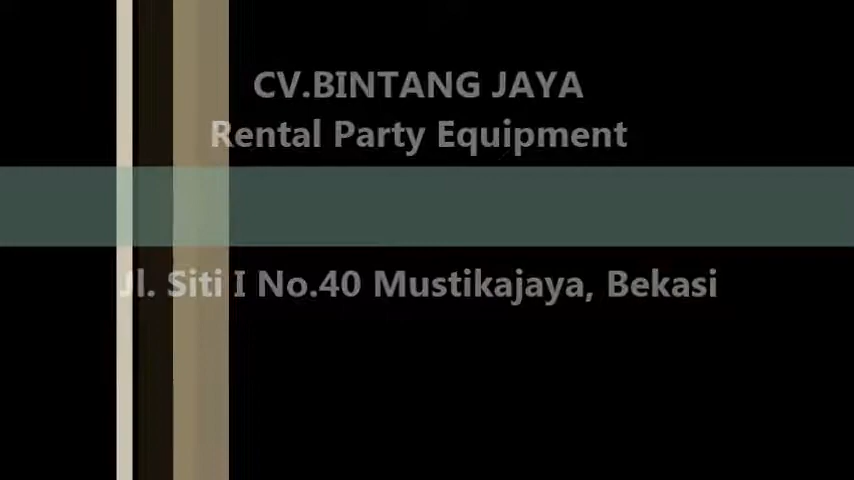 CV.BINTANG JAYA
Rental Party Equipment
Jl. Siti I No.40 Mustikajaya, Bekasi